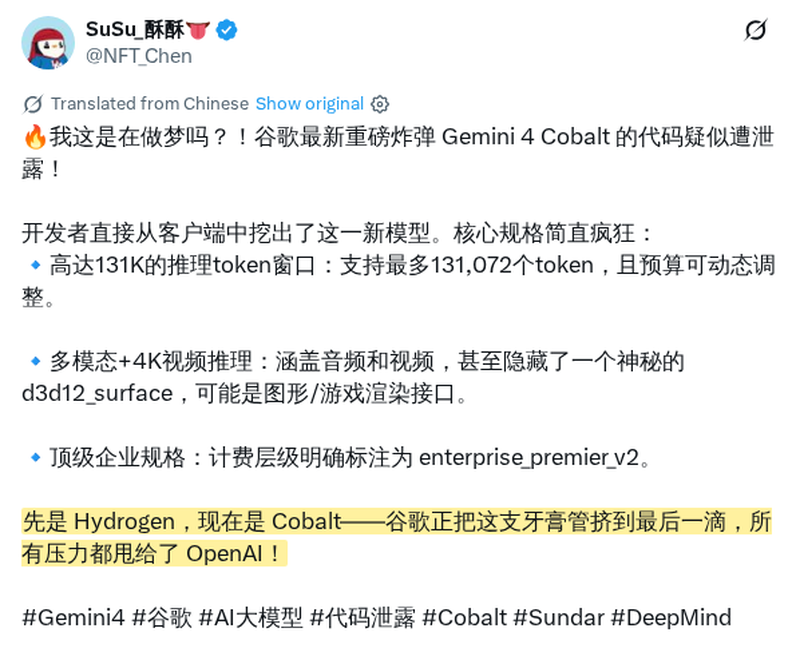 SuSu_酥酥👅
@NFT_Chen
Translated from Chinese Show original
🔥我这是在做梦吗？！谷歌最新重磅炸弹 Gemini 4 Cobalt 的代码疑似遭泄
露！
开发者直接从客户端中挖出了这一新模型。核心规格简直疯狂：
🔹高达131K的推理token窗口：支持最多131,072个token，且预算可动态调
整。
🔹多模态+4K视频推理：涵盖音频和视频，甚至隐藏了一个神秘的
d3d12_surface，可能是图形/游戏渲染接口。
🔹顶级企业规格：计费层级明确标注为 enterprise_premier_v2。
先是 Hydrogen，现在是 Cobalt——谷歌正把这支牙膏管挤到最后一滴，所
有压力都甩给了 OpenAI！
#Gemini4 #谷歌 #AI大模型 #代码泄露 #Cobalt #Sundar #DeepMind